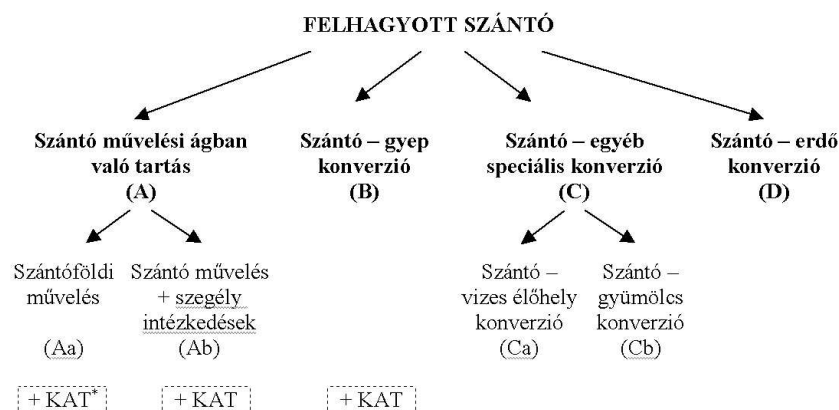 FELHAGYOTT SZÁNTÓ
Szántó művelési ágban
való tartás
(A)
Szántó – gyep
konverzió
(B)
Szántó – egyéb
speciális konverzió
(C)
Szántó – erdő
konverzió
(D)
Szántóföldi
művelés
(Aa)
Szántó művelés
+ szegély
intézkedések
(Ab)
Szántó –
vizes élőhely
konverzió
(Ca)
Szántó –
gyümölcs
konverzió
(Cb)
+ KAT*
+ KAT
+ KAT